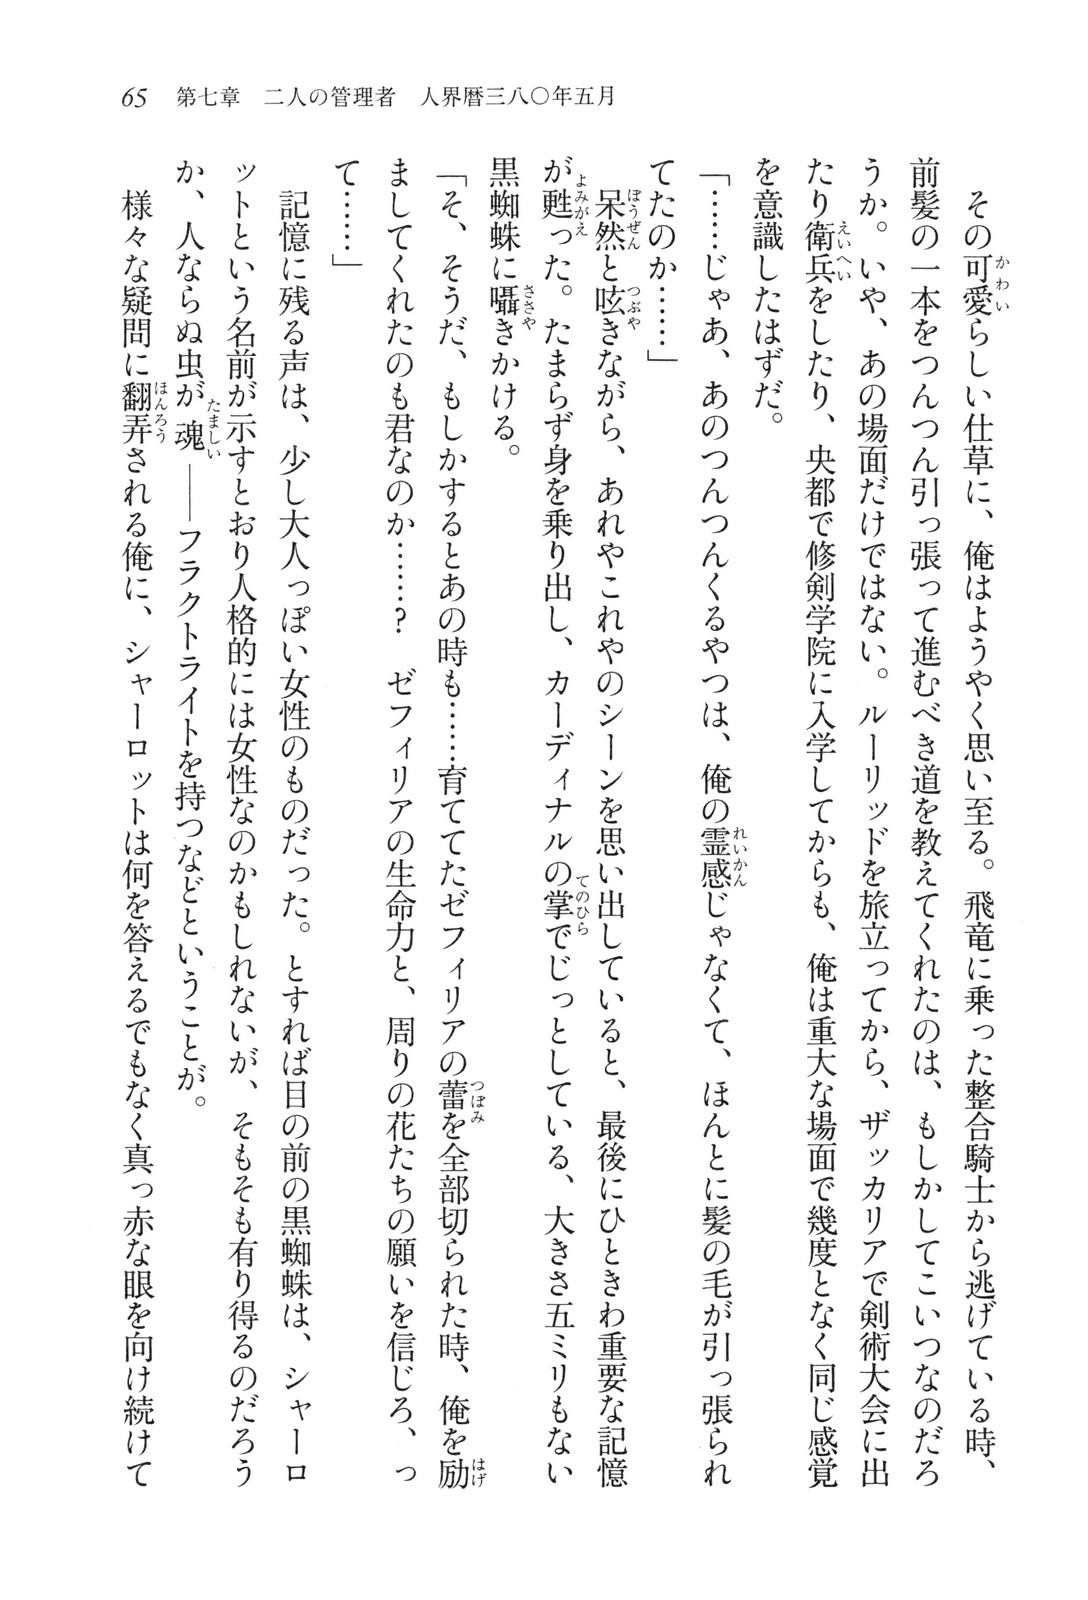 65　第七章　二人の管理者　人界暦三八〇年五月
　その可愛らしい仕草に、俺はようやく思い至る。飛竜に乗った整合騎士から逃げている時、
前髪の一本をつんつん引っ張って進むべき道を教えてくれたのは、もしかしてこいつなのだろ
うか。いや、あの場面だけではない。ルーリッドを旅立ってから、ザッカリアで剣術大会に出
たり衛兵をしたり、央都で修剣学院に入学してからも、俺は重大な場面で幾度となく同じ感覚
を意識したはずだ。
「……じゃあ、あのつんつんくるやつは、俺の霊感じゃなくて、ほんとに髪の毛が引っ張られ
てたのか……」
　呆然と呟きながら、あれやこれやのシーンを思い出していると、最後にひときわ重要な記憶
が甦った。たまらず身を乗り出し、カーディナルの掌でじっとしている、大きさ五ミリもない
黒蜘蛛に囁きかける。
「そ、そうだ、もしかするとあの時も……育ててたゼフィリアの蕾を全部切られた時、俺を励
ましてくれたのも君なのか……？　ゼフィリアの生命力と、周りの花たちの願いを信じろ、っ
て……」
　記憶に残る声は、少し大人っぽい女性のものだった。とすれば目の前の黒蜘蛛は、シャーロ
ットという名前が示すとおり人格的には女性なのかもしれないが、そもそも有り得るのだろう
か、人ならぬ虫が魂――フラクトライトを持つなどということが。
　様々な疑問に翻弄される俺に、シャーロットは何を答えるでもなく真っ赤な眼を向け続けて